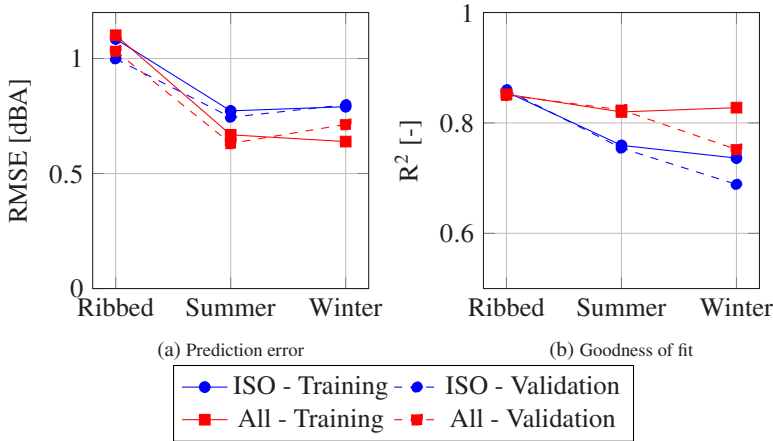 RMSE [dBA]
1
0.5
0
Ribbed Summer Winter
(a) Prediction error
R² [-]
1
0.8
0.6
Ribbed Summer Winter
(b) Goodness of fit
ISO - Training ISO - Validation
All - Training All - Validation